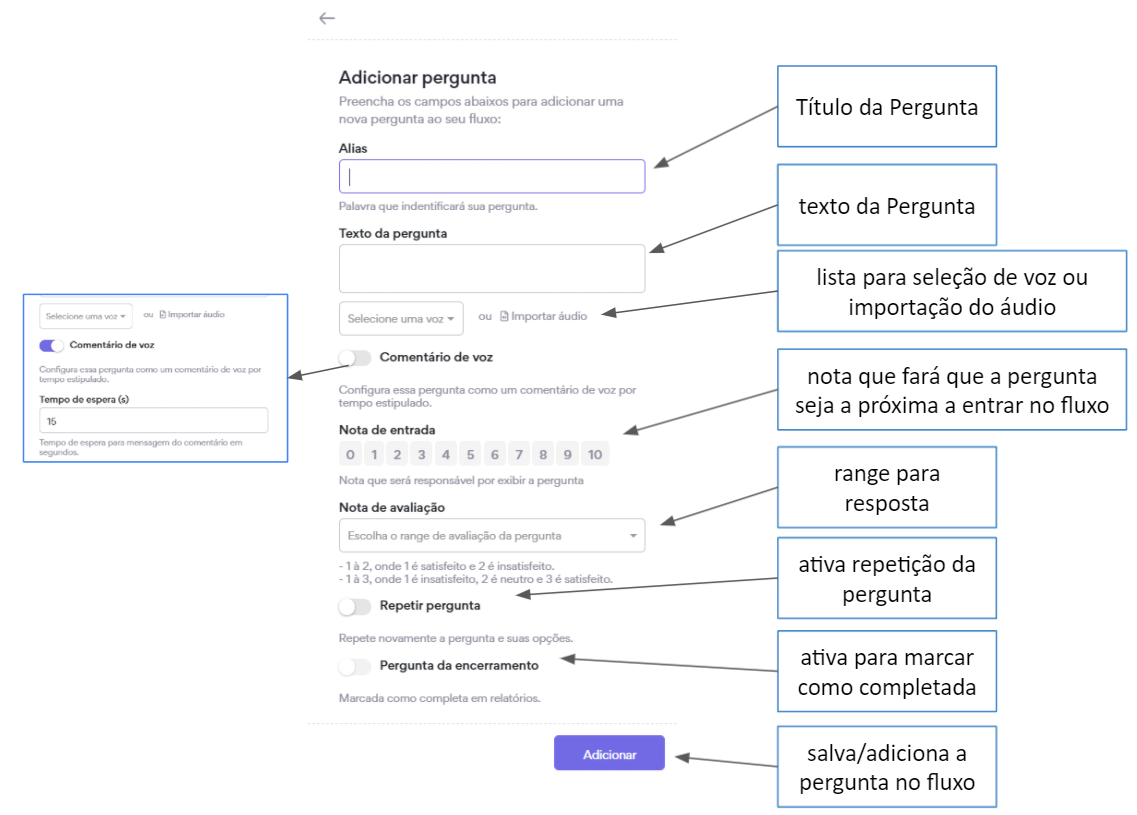 Adicionar pergunta
Preencha os campos abaixos para adicionar uma
nova pergunta ao seu fluxo:
Alias
Palavra que indentificará sua pergunta.
Texto da pergunta
Selecione uma voz
ou
Importar áudio
Comentário de voz
Configura essa pergunta como um comentário de voz por
tempo estipulado.
Nota de entrada
0 1 2 3 4 5 6 7 8 9 10
Nota que será responsável por exibir a pergunta
Nota de avaliação
Escolha o range de avaliação da pergunta
- 1 à 2, onde 1 é satisfeito e 2 é insatisfeito.
- 1 à 3, onde 1 é insatisfeito, 2 é neutro e 3 é satisfeito.
Repetir pergunta
Repete novamente a pergunta e suas opções.
Pergunta da encerramento
Marcada como completa em relatórios.
Adicionar
Selecione uma voz
ou
Importar áudio
Comentário de voz
Configura essa pergunta como um comentário de voz por
tempo estipulado.
Tempo de espera (s)
15
Tempo de espera para mensagem do comentário em
segundos.
Título da Pergunta
texto da Pergunta
lista para seleção de voz ou
importação do áudio
nota que fará que a pergunta
seja a próxima a entrar no fluxo
range para
resposta
ativa repetição da
pergunta
ativa para marcar
como completada
salva/adiciona a
pergunta no fluxo